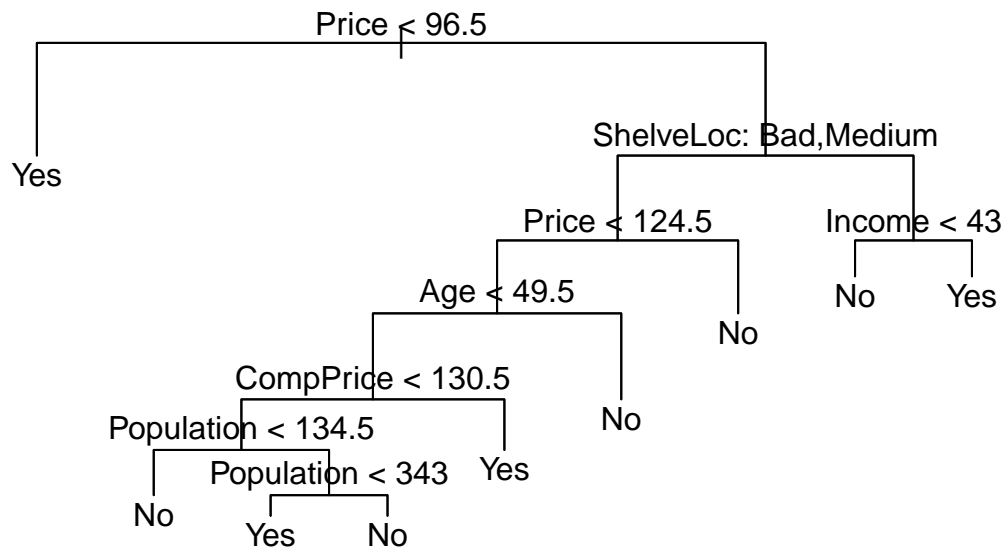 Price < 96.5
ShelveLoc: Bad,Medium
Yes
Price < 124.5
Income < 43
Age < 49.5
No
Yes
No
CompPrice < 130.5
No
Population < 134.5
Population < 343
Yes
No
Yes
No